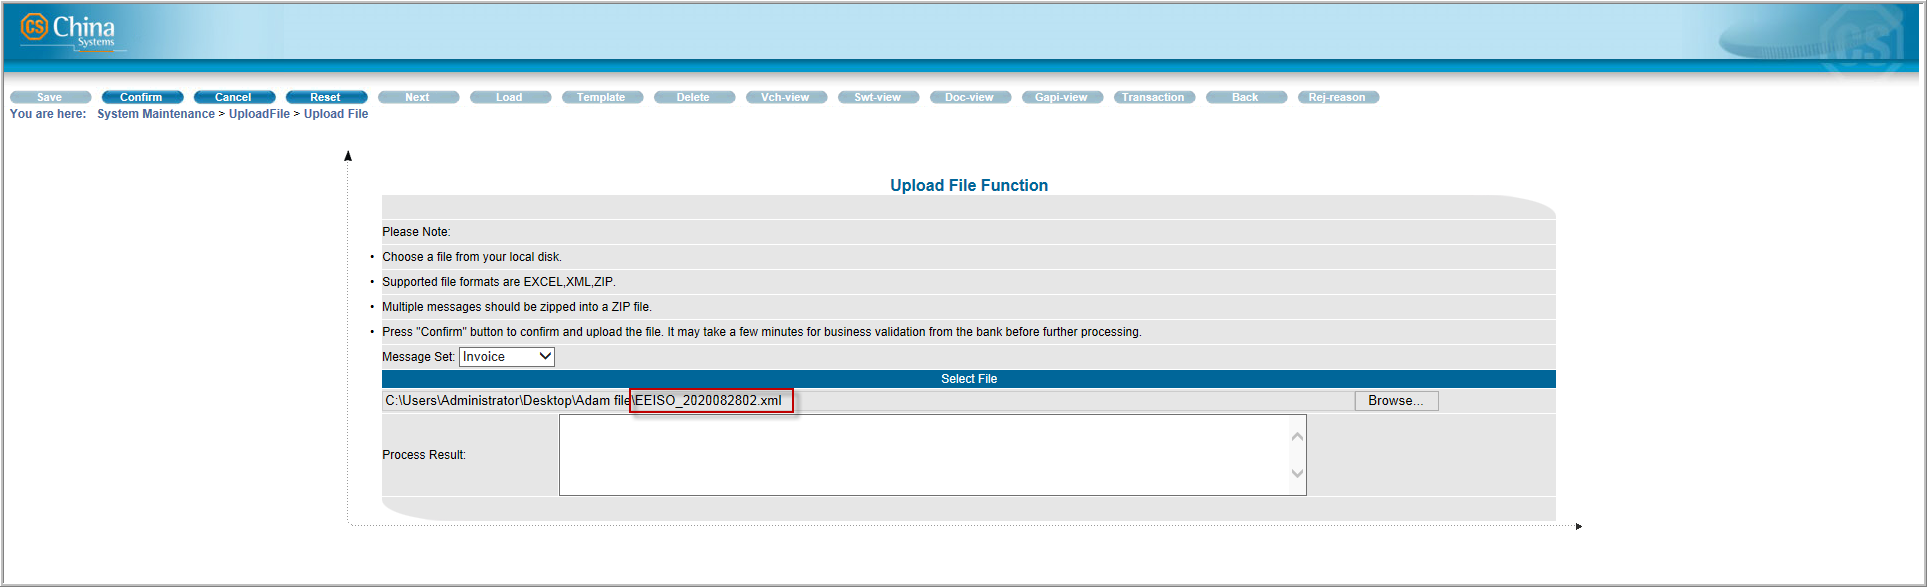 CS China
Systems
CS
Save Confirm Cancel Reset Next Load Template Delete Vch-view Swt-view Doc-view Gapi-view Transaction Back Rej-reason
You are here: System Maintenance > UploadFile > Upload File
Upload File Function
Please Note:
• Choose a file from your local disk.
• Supported file formats are EXCEL,XML,ZIP.
• Multiple messages should be zipped into a ZIP file.
• Press "Confirm" button to confirm and upload the file. It may take a few minutes for business validation from the bank before further processing.
Message Set: Invoice
Select File
C:\Users\Administrator\Desktop\Adam file\EEISO_2020082802.xml Browse...
Process Result: